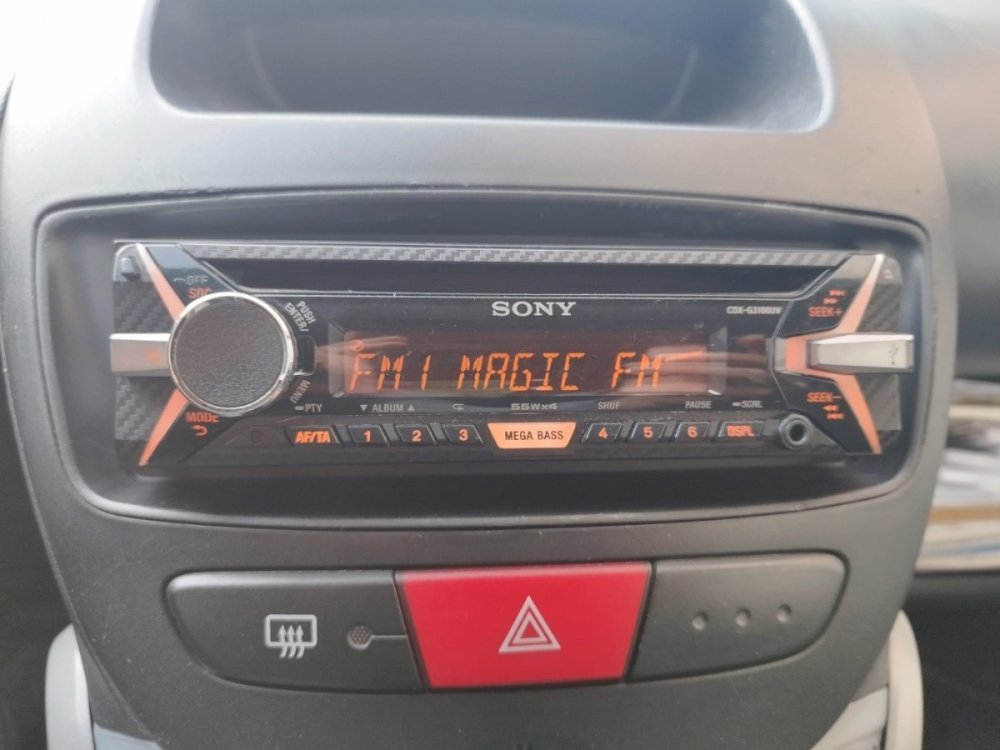 OFF
SRC
PUSH
ENTER/
MENU
SONY
CDX-G3100UV
SEEK+
FM1 MAGIC FM
SEEK-
MODE
PTY ALBUM 55W×4 SHUF PAUSE SCRL
AF/TA 1 2 3 MEGA BASS 4 5 6 DSPL